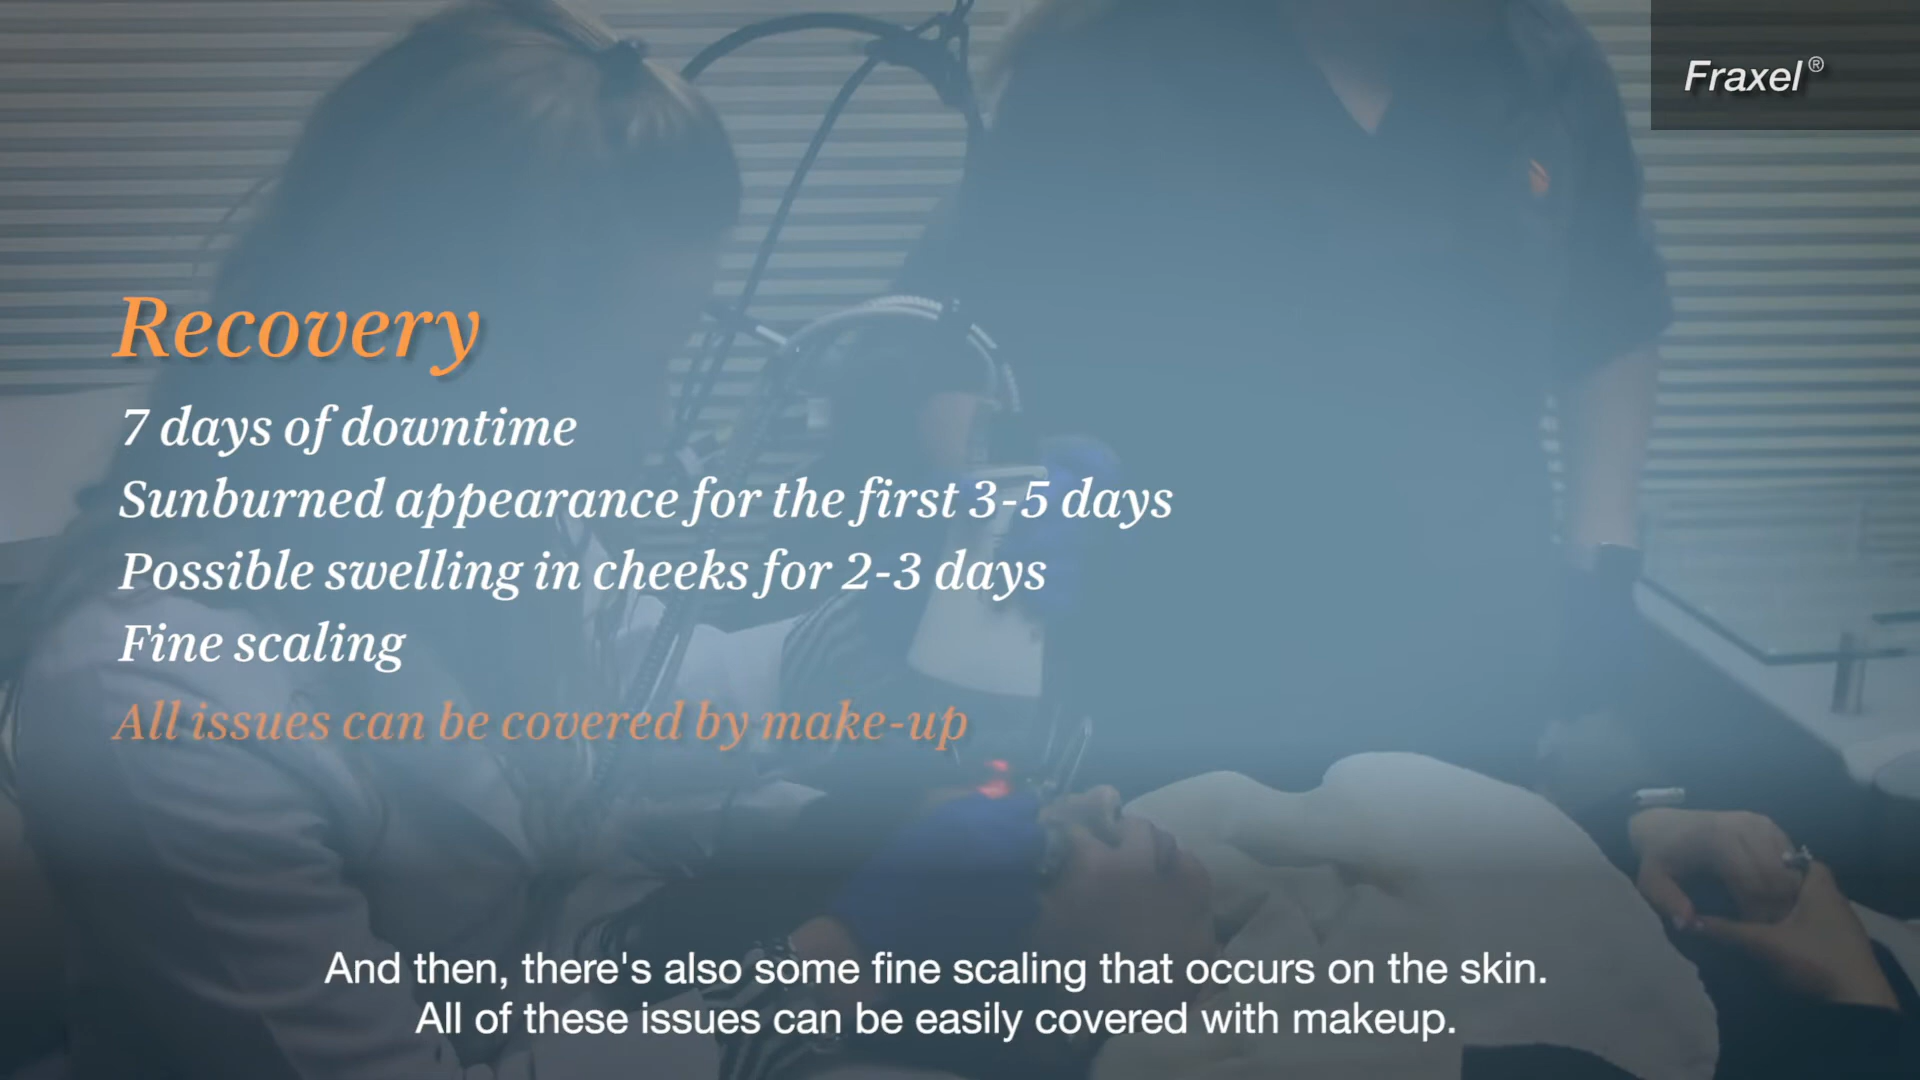 Fraxel®
Recovery
7 days of downtime
Sunburned appearance for the first 3-5 days
Possible swelling in cheeks for 2-3 days
Fine scaling
All issues can be covered by make-up
And then, there's also some fine scaling that occurs on the skin.
All of these issues can be easily covered with makeup.